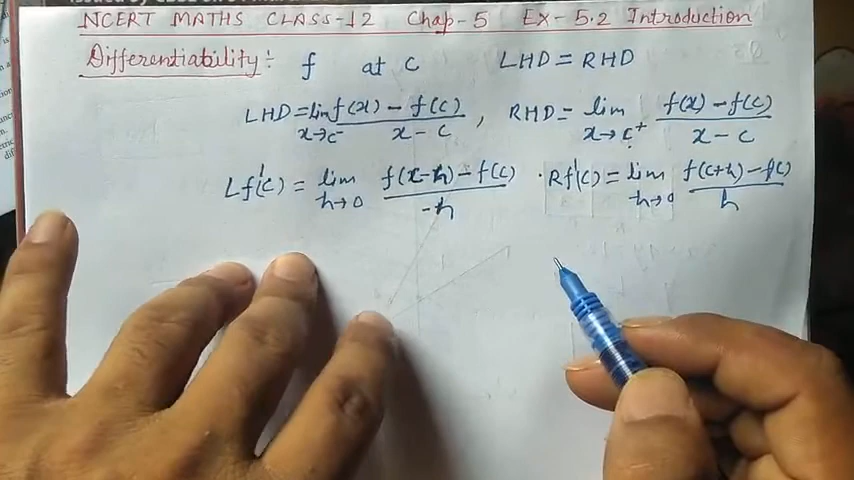 NCERT MATHS CLASS-12 Chap-5 Ex-5.2 Introduction
Differentiability:- f at c LHD = RHD
LHD = lim x→c⁻ f(x) - f(c) / x - c , RHD = lim x→c⁺ f(x) - f(c) / x - c
Lf'(c) = lim h→0 f(x-h) - f(c) / -h . Rf'(c) = lim h→0 f(c+h) - f(c) / h